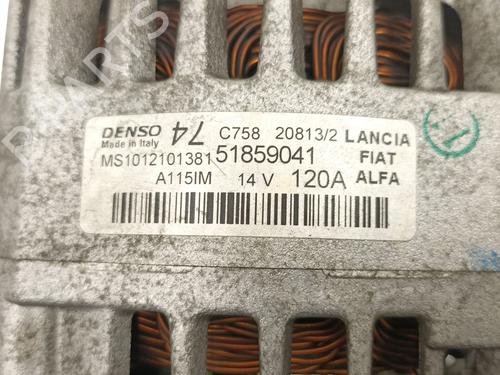 DENSO 74 C758 20813/2 LANCIA
Made in Italy
MS1012101381 51859041 FIAT
A115IM 14 V 120A ALFA